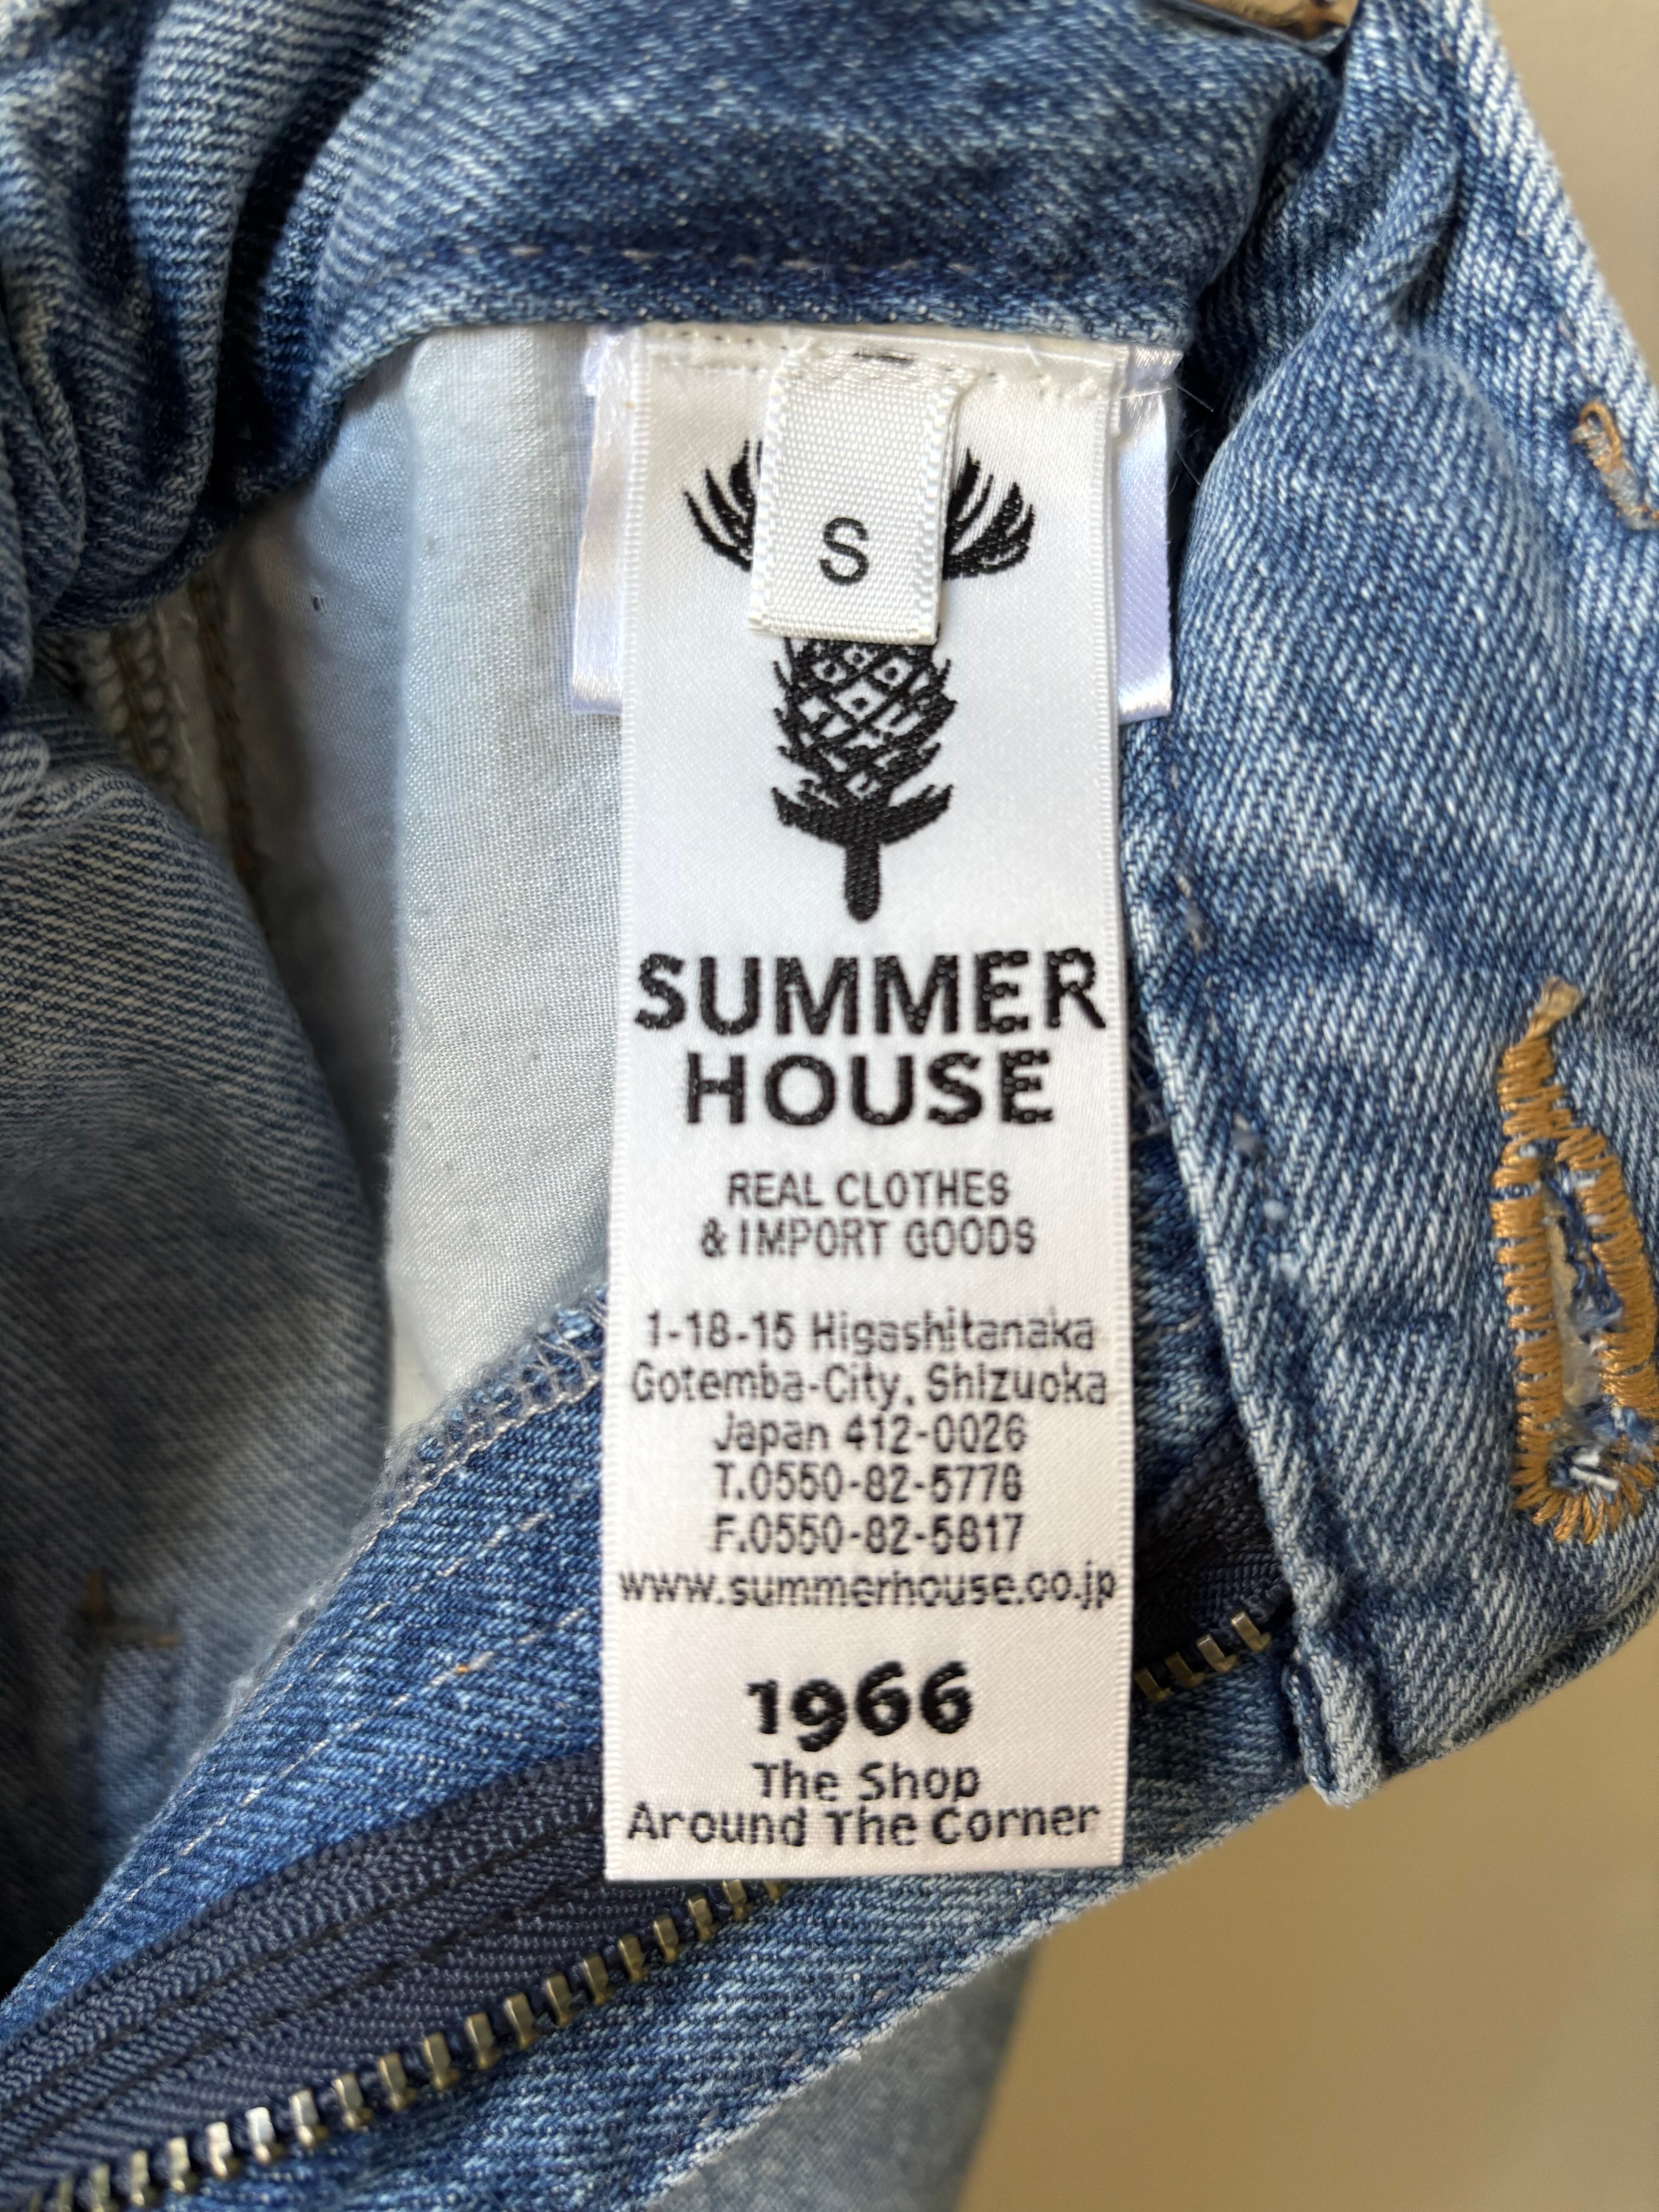 S
SUMMER
HOUSE
REAL CLOTHES
& IMPORT GOODS
1-18-15 Higashitanaka
Gotemba-City, Shizuoka
Japan 412-0026
T.0550-82-5776
F.0550-82-5817
www.summerhouse.co.jp
1966
The Shop
Around The Corner